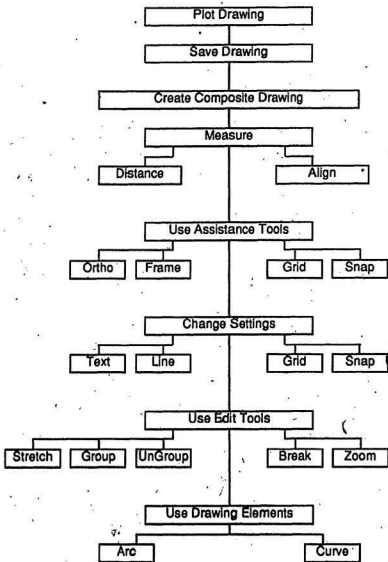 Plot Drawing
Save Drawing
Create Composite Drawing
Measure
Distance Align
Use Assistance Tools
Ortho Frame Grid Snap
Change Settings
Text Line Grid Snap
Use Edit Tools
Stretch Group UnGroup Break Zoom
Use Drawing Elements
Arc Curve